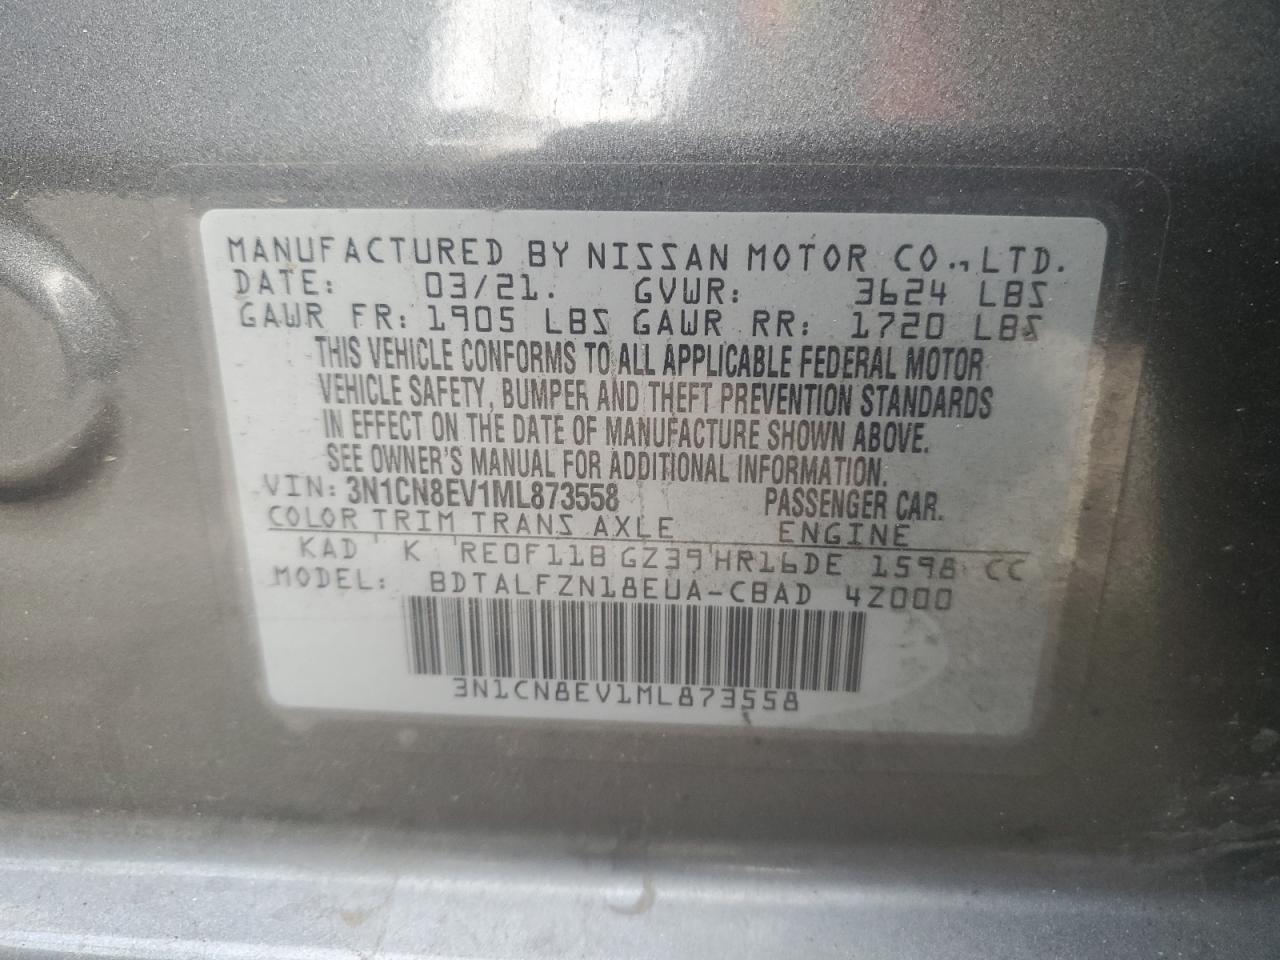 MANUFACTURED BY NISSAN MOTOR CO., LTD.
DATE: 03/21. GVWR: 3624 LBS
GAWR FR: 1905 LBS GAWR RR: 1720 LBS
THIS VEHICLE CONFORMS TO ALL APPLICABLE FEDERAL MOTOR
VEHICLE SAFETY, BUMPER AND THEFT PREVENTION STANDARDS
IN EFFECT ON THE DATE OF MANUFACTURE SHOWN ABOVE.
SEE OWNER'S MANUAL FOR ADDITIONAL INFORMATION.
VIN: 3N1CN8EV1ML873558 PASSENGER CAR.
COLOR TRIM TRANS AXLE ENGINE
KAD K RE0F11B GZ39 HR16DE 1598 CC
MODEL: BDTALFZN18EUA-CBAD 4Z000
3N1CN8EV1ML873558